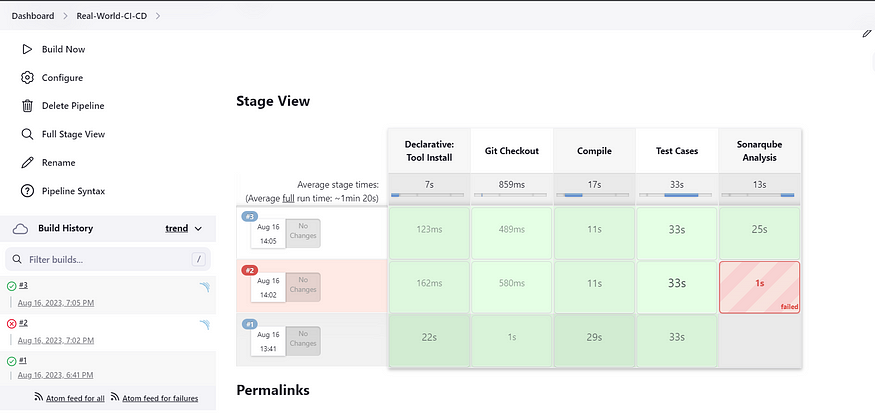 Dashboard > Real-World-CI-CD >
Build Now
Configure
Delete Pipeline
Full Stage View
Rename
Pipeline Syntax
Build History trend
Filter builds... /
#3
Aug 16, 2023, 7:05 PM
#2
Aug 16, 2023, 7:02 PM
#1
Aug 16, 2023, 6:41 PM
Atom feed for all Atom feed for failures
Stage View
Declarative: Tool Install
Git Checkout
Compile
Test Cases
Sonarqube Analysis
Average stage times:
(Average full run time: ~1min 20s)
7s 859ms 17s 33s 13s
#3
Aug 16
14:05
No Changes
123ms 489ms 11s 33s 25s
#2
Aug 16
14:02
No Changes
162ms 580ms 11s 33s 1s
failed
#1
Aug 16
13:41
No Changes
22s 1s 29s 33s
Permalinks